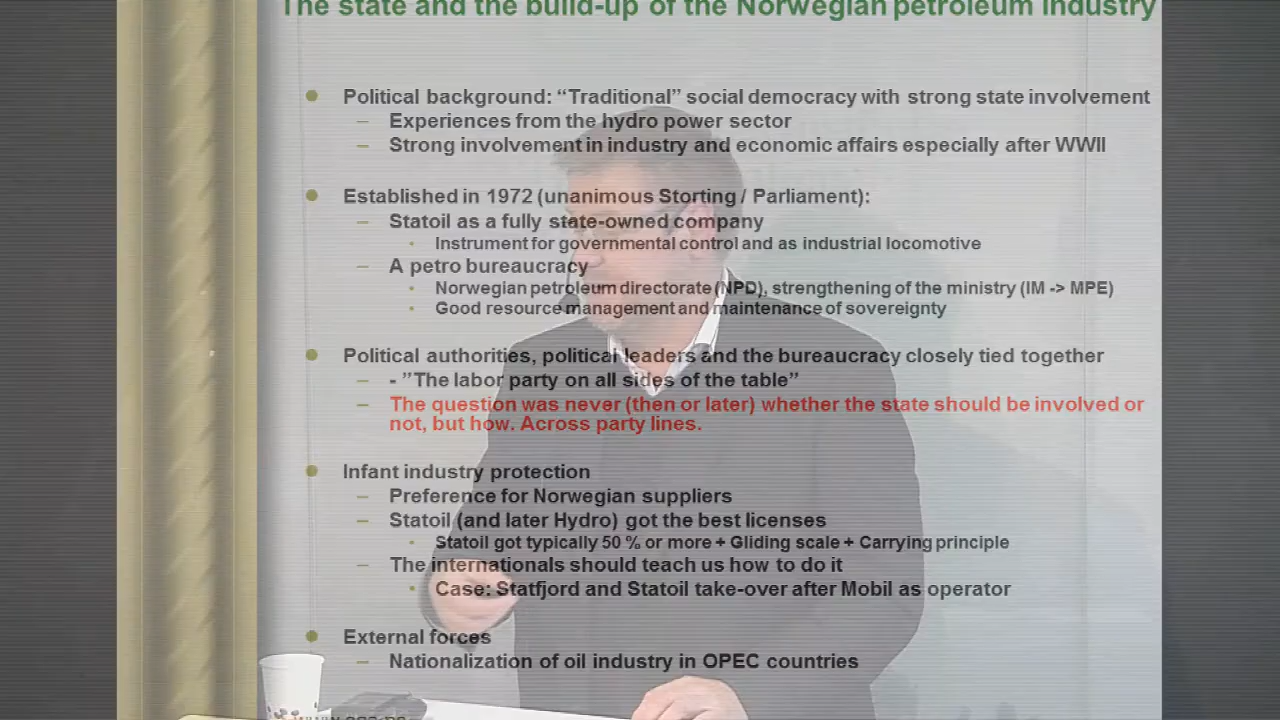 The state and the build-up of the Norwegian petroleum industry
Political background: “Traditional” social democracy with strong state involvement
– Experiences from the hydro power sector
– Strong involvement in industry and economic affairs especially after WWII
Established in 1972 (unanimous Storting / Parliament):
– Statoil as a fully state-owned company
Instrument for governmental control and as industrial locomotive
– A petro bureaucracy
Norwegian petroleum directorate (NPD), strengthening of the ministry (IM -> MPE)
Good resource management and maintenance of sovereignty
Political authorities, political leaders and the bureaucracy closely tied together
– - ”The labor party on all sides of the table”
– The question was never (then or later) whether the state should be involved or
not, but how. Across party lines.
Infant industry protection
– Preference for Norwegian suppliers
– Statoil (and later Hydro) got the best licenses
Statoil got typically 50 % or more + Gliding scale + Carrying principle
– The internationals should teach us how to do it
Case: Statfjord and Statoil take-over after Mobil as operator
External forces
– Nationalization of oil industry in OPEC countries